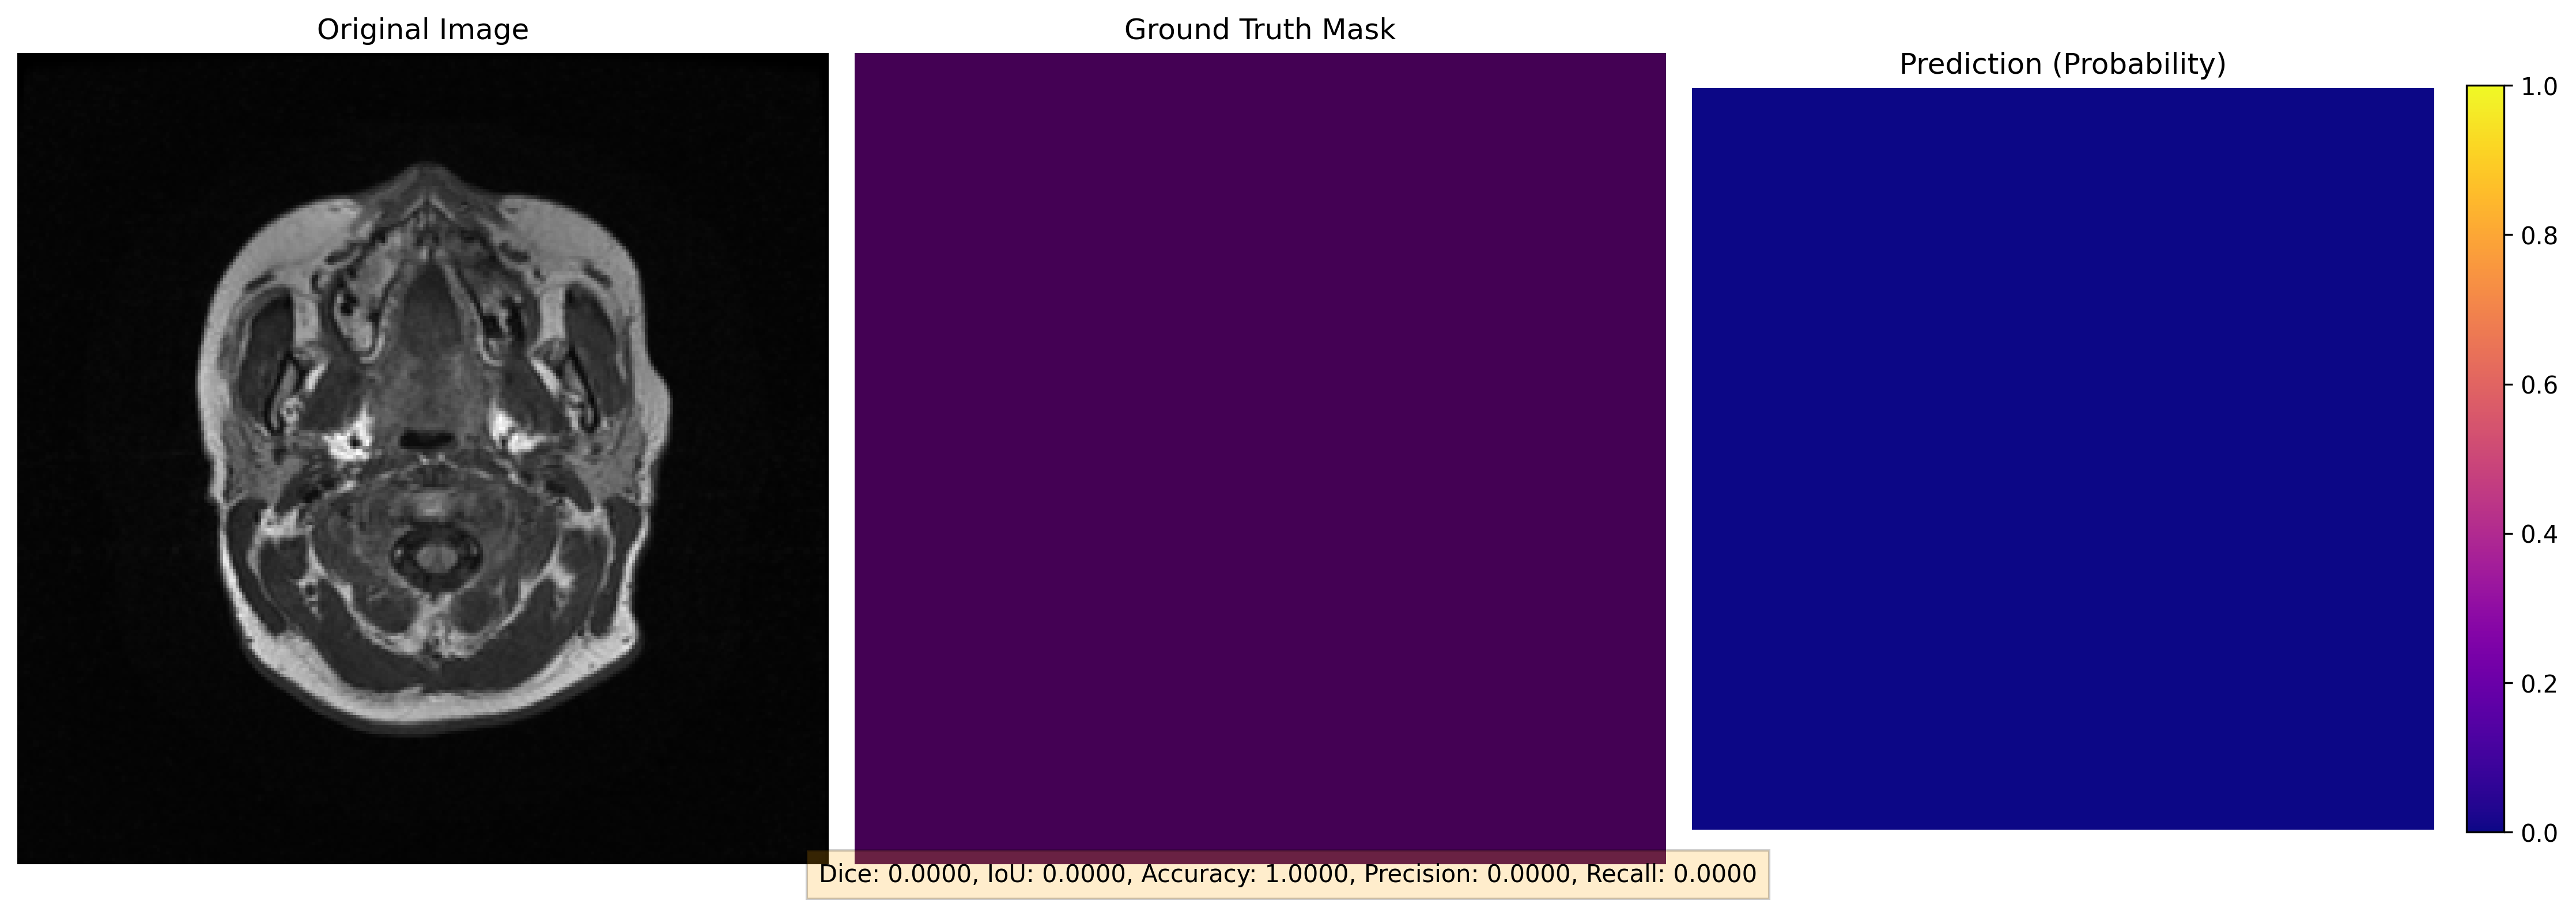 Original Image
Ground Truth Mask
Prediction (Probability)
1.0
0.8
0.6
0.4
0.2
0.0
Dice: 0.0000, IoU: 0.0000, Accuracy: 1.0000, Precision: 0.0000, Recall: 0.0000